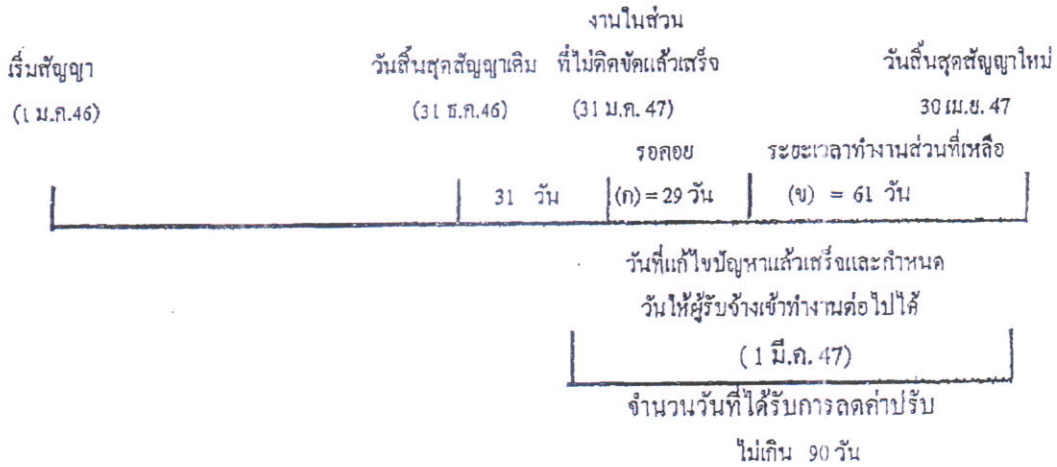 งานในส่วน
เริ่มสัญญา วันสิ้นสุดสัญญาเดิม ที่ไม่ติดขัดแล้วเสร็จ วันสิ้นสุดสัญญาใหม่
(1 ม.ค.46) (31 ธ.ค.46) (31 ม.ค. 47) 30 เม.ย. 47
รอคอย ระยะเวลาทำงานส่วนที่เหลือ
31 วัน (ก) = 29 วัน (ข) = 61 วัน
วันที่แก้ไขปัญหาแล้วเสร็จและกำหนด
วันให้ผู้รับจ้างเข้าทำงานต่อไปได้
( 1 มี.ค. 47)
จำนวนวันที่ได้รับการลดค่าปรับ
ไม่เกิน 90 วัน